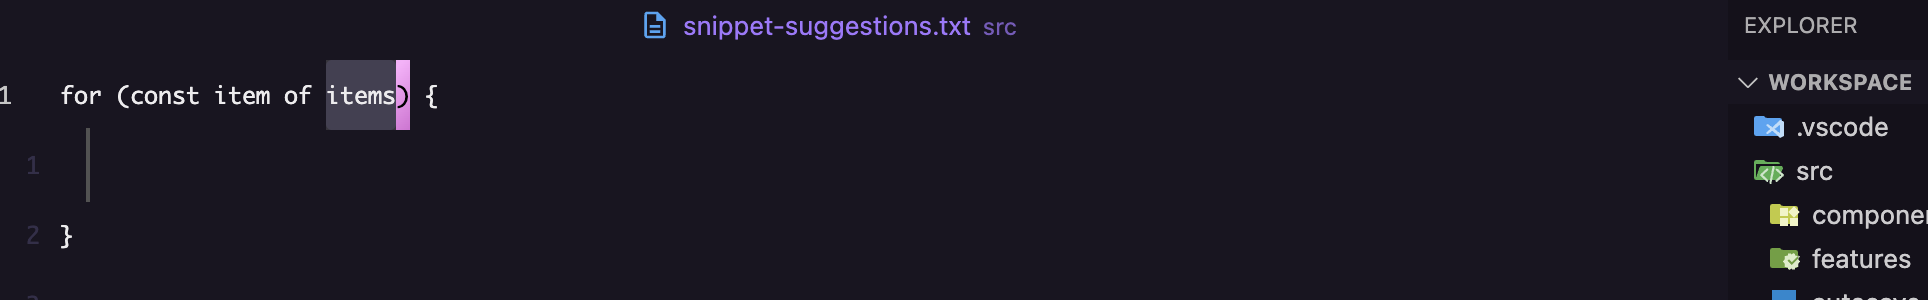 snippet-suggestions.txt src
1 for (const item of items) {
1
2 }
EXPLORER
WORKSPACE
.vscode
src
features